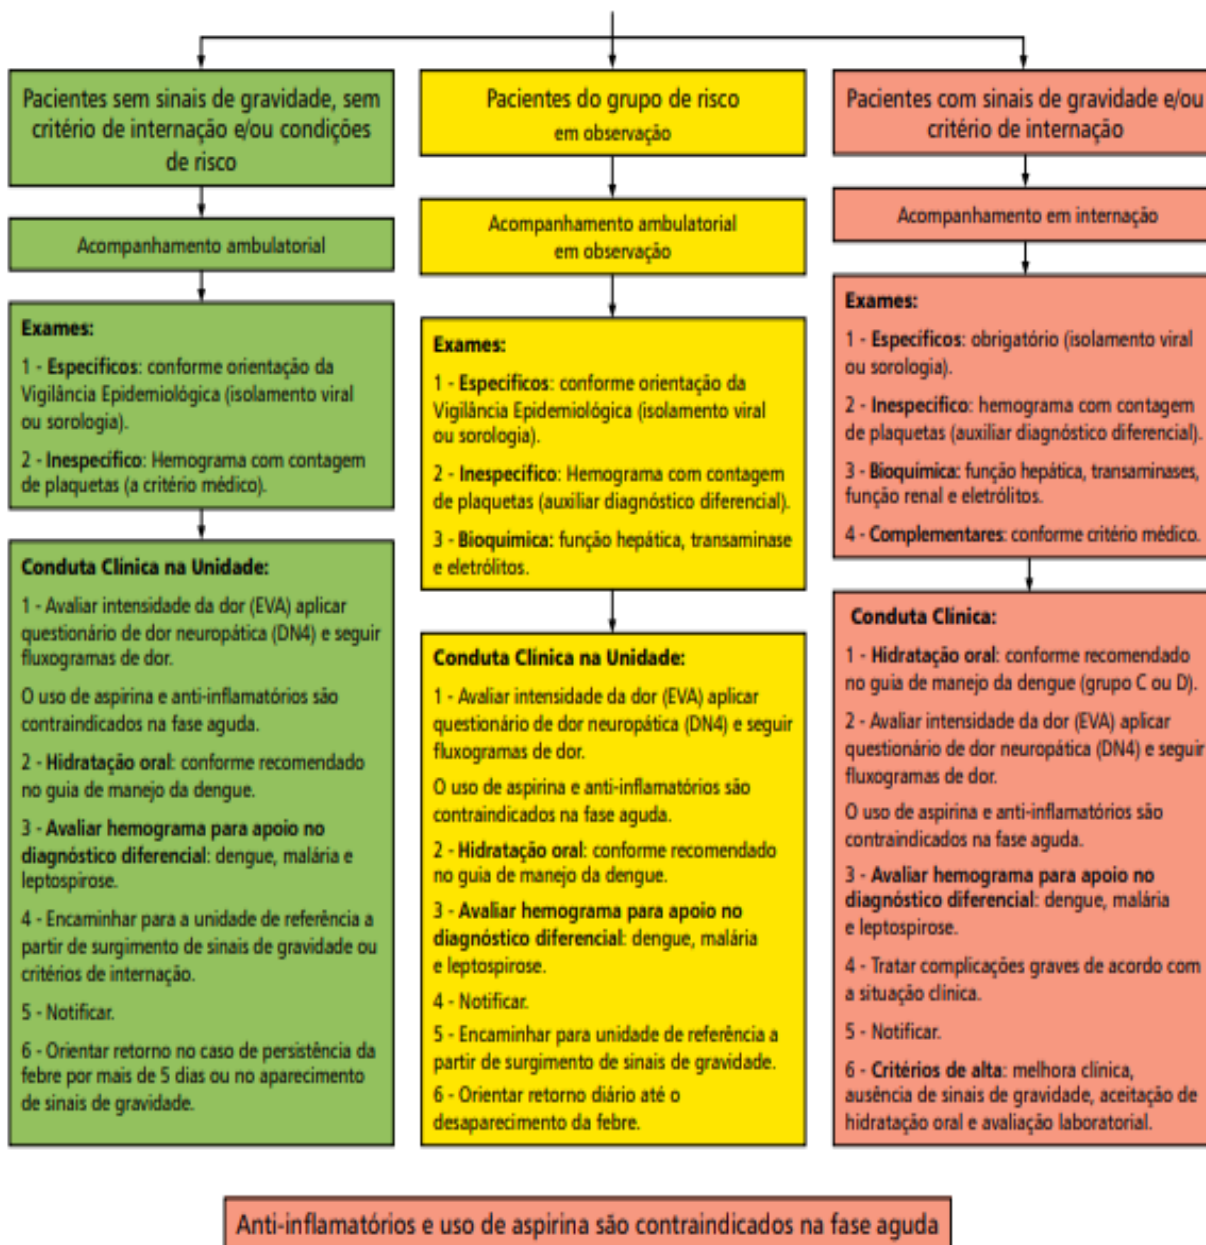 Pacientes sem sinais de gravidade, sem
critério de internação e/ou condições
de risco
Acompanhamento ambulatorial
Exames:
1 - Específicos: conforme orientação da
Vigilância Epidemiológica (isolamento viral
ou sorologia).
2 - Inespecífico: Hemograma com contagem
de plaquetas (a critério médico).
Conduta Clínica na Unidade:
1 - Avaliar intensidade da dor (EVA) aplicar
questionário de dor neuropática (DN4) e seguir
fluxogramas de dor.
O uso de aspirina e anti-inflamatórios são
contraindicados na fase aguda.
2 - Hidratação oral: conforme recomendado
no guia de manejo da dengue.
3 - Avaliar hemograma para apoio no
diagnóstico diferencial: dengue, malária e
leptospirose.
4 - Encaminhar para a unidade de referência a
partir de surgimento de sinais de gravidade ou
critérios de internação.
5 - Notificar.
6 - Orientar retorno no caso de persistência da
febre por mais de 5 dias ou no aparecimento
de sinais de gravidade.
Pacientes do grupo de risco
em observação
Acompanhamento ambulatorial
em observação
Exames:
1 - Específicos: conforme orientação da
Vigilância Epidemiológica (isolamento viral
ou sorologia).
2 - Inespecífico: Hemograma com contagem
de plaquetas (auxiliar diagnóstico diferencial).
3 - Bioquímica: função hepática, transaminase
e eletrólitos.
Conduta Clínica na Unidade:
1 - Avaliar intensidade da dor (EVA) aplicar
questionário de dor neuropática (DN4) e seguir
fluxogramas de dor.
O uso de aspirina e anti-inflamatórios são
contraindicados na fase aguda.
2 - Hidratação oral: conforme recomendado
no guia de manejo da dengue.
3 - Avaliar hemograma para apoio no
diagnóstico diferencial: dengue, malária
e leptospirose.
4 - Notificar.
5 - Encaminhar para unidade de referência a
partir de surgimento de sinais de gravidade.
6 - Orientar retorno diário até o
desaparecimento da febre.
Pacientes com sinais de gravidade e/ou
critério de internação
Acompanhamento em internação
Exames:
1 - Específicos: obrigatório (isolamento viral
ou sorologia).
2 - Inespecífico: hemograma com contagem
de plaquetas (auxiliar diagnóstico diferencial).
3 - Bioquímica: função hepática, transaminases,
função renal e eletrólitos.
4 - Complementares: conforme critério médico.
Conduta Clínica:
1 - Hidratação oral: conforme recomendado
no guia de manejo da dengue (grupo C ou D).
2 - Avaliar intensidade da dor (EVA) aplicar
questionário de dor neuropática (DN4) e seguir
fluxogramas de dor.
O uso de aspirina e anti-inflamatórios são
contraindicados na fase aguda.
3 - Avaliar hemograma para apoio no
diagnóstico diferencial: dengue, malária
e leptospirose.
4 - Tratar complicações graves de acordo com
a situação clínica.
5 - Notificar.
6 - Critérios de alta: melhora clínica,
ausência de sinais de gravidade, aceitação de
hidratação oral e avaliação laboratorial.
Anti-inflamatórios e uso de aspirina são contraindicados na fase aguda